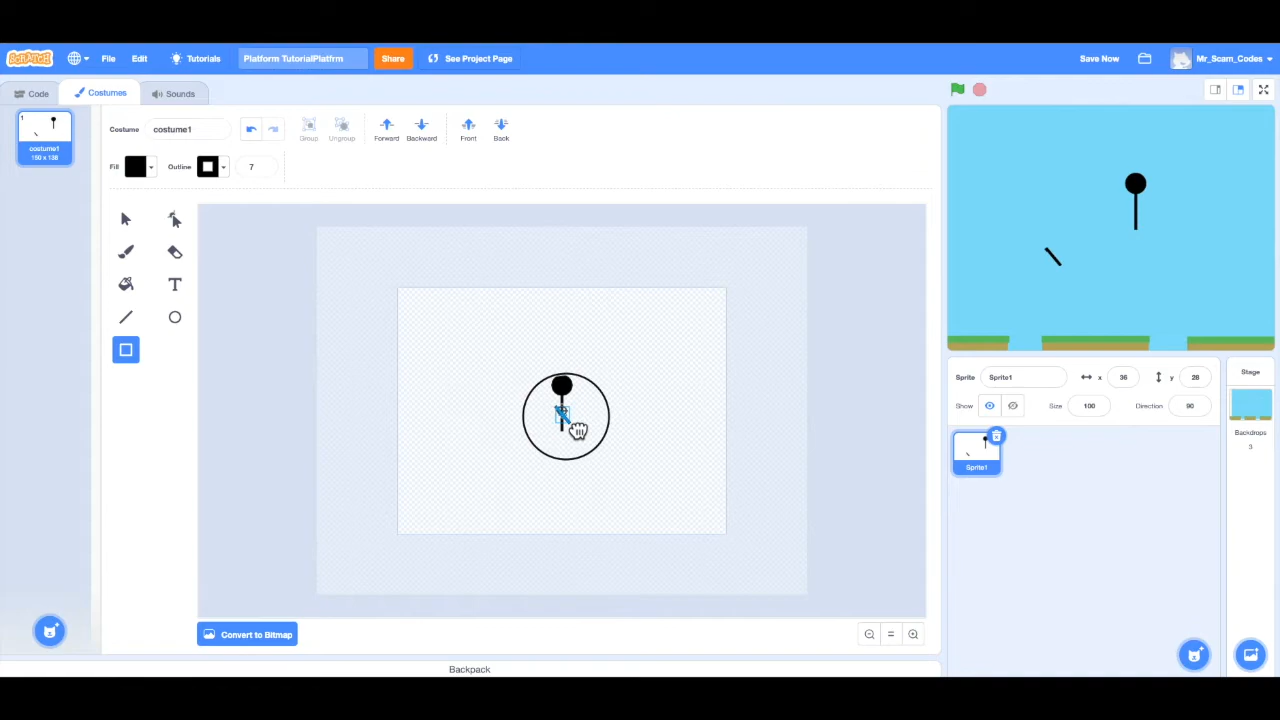 SCRATCH
File
Edit
Tutorials
Platform TutorialPlatfrm
Share
See Project Page
Save Now
Mr_Scam_Codes
Code
Costumes
Sounds
1
costume1
150 x 138
Costume
costume1
Group
Ungroup
Forward
Backward
Front
Back
Fill
Outline
7
T
Convert to Bitmap
Backpack
Sprite
Sprite1
x
36
y
28
Show
Size
100
Direction
90
Sprite1
Stage
Backdrops
3